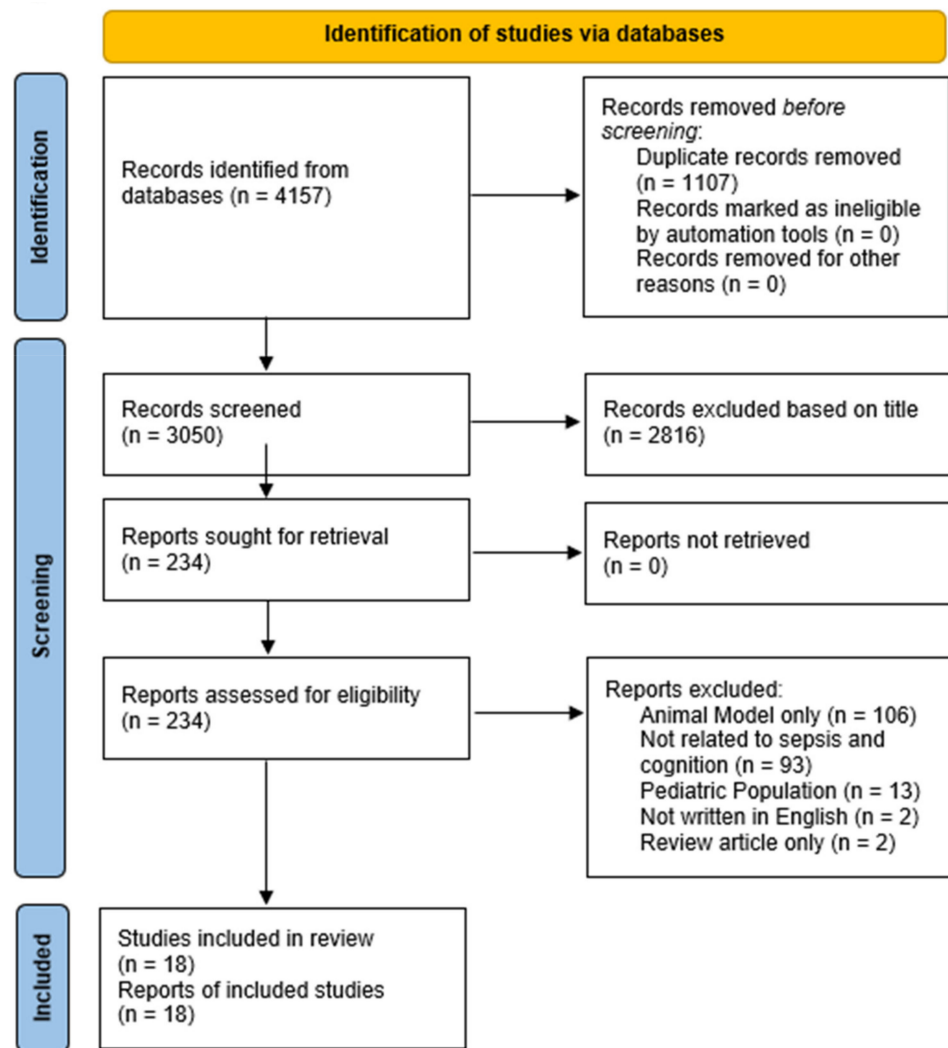 Identification of studies via databases
Identification
Records identified from
databases (n = 4157)
Records removed before
screening:
Duplicate records removed
(n = 1107)
Records marked as ineligible
by automation tools (n = 0)
Records removed for other
reasons (n = 0)
Screening
Records screened
(n = 3050)
Records excluded based on title
(n = 2816)
Reports sought for retrieval
(n = 234)
Reports not retrieved
(n = 0)
Reports assessed for eligibility
(n = 234)
Reports excluded:
Animal Model only (n = 106)
Not related to sepsis and
cognition (n = 93)
Pediatric Population (n = 13)
Not written in English (n = 2)
Review article only (n = 2)
Included
Studies included in review
(n = 18)
Reports of included studies
(n = 18)